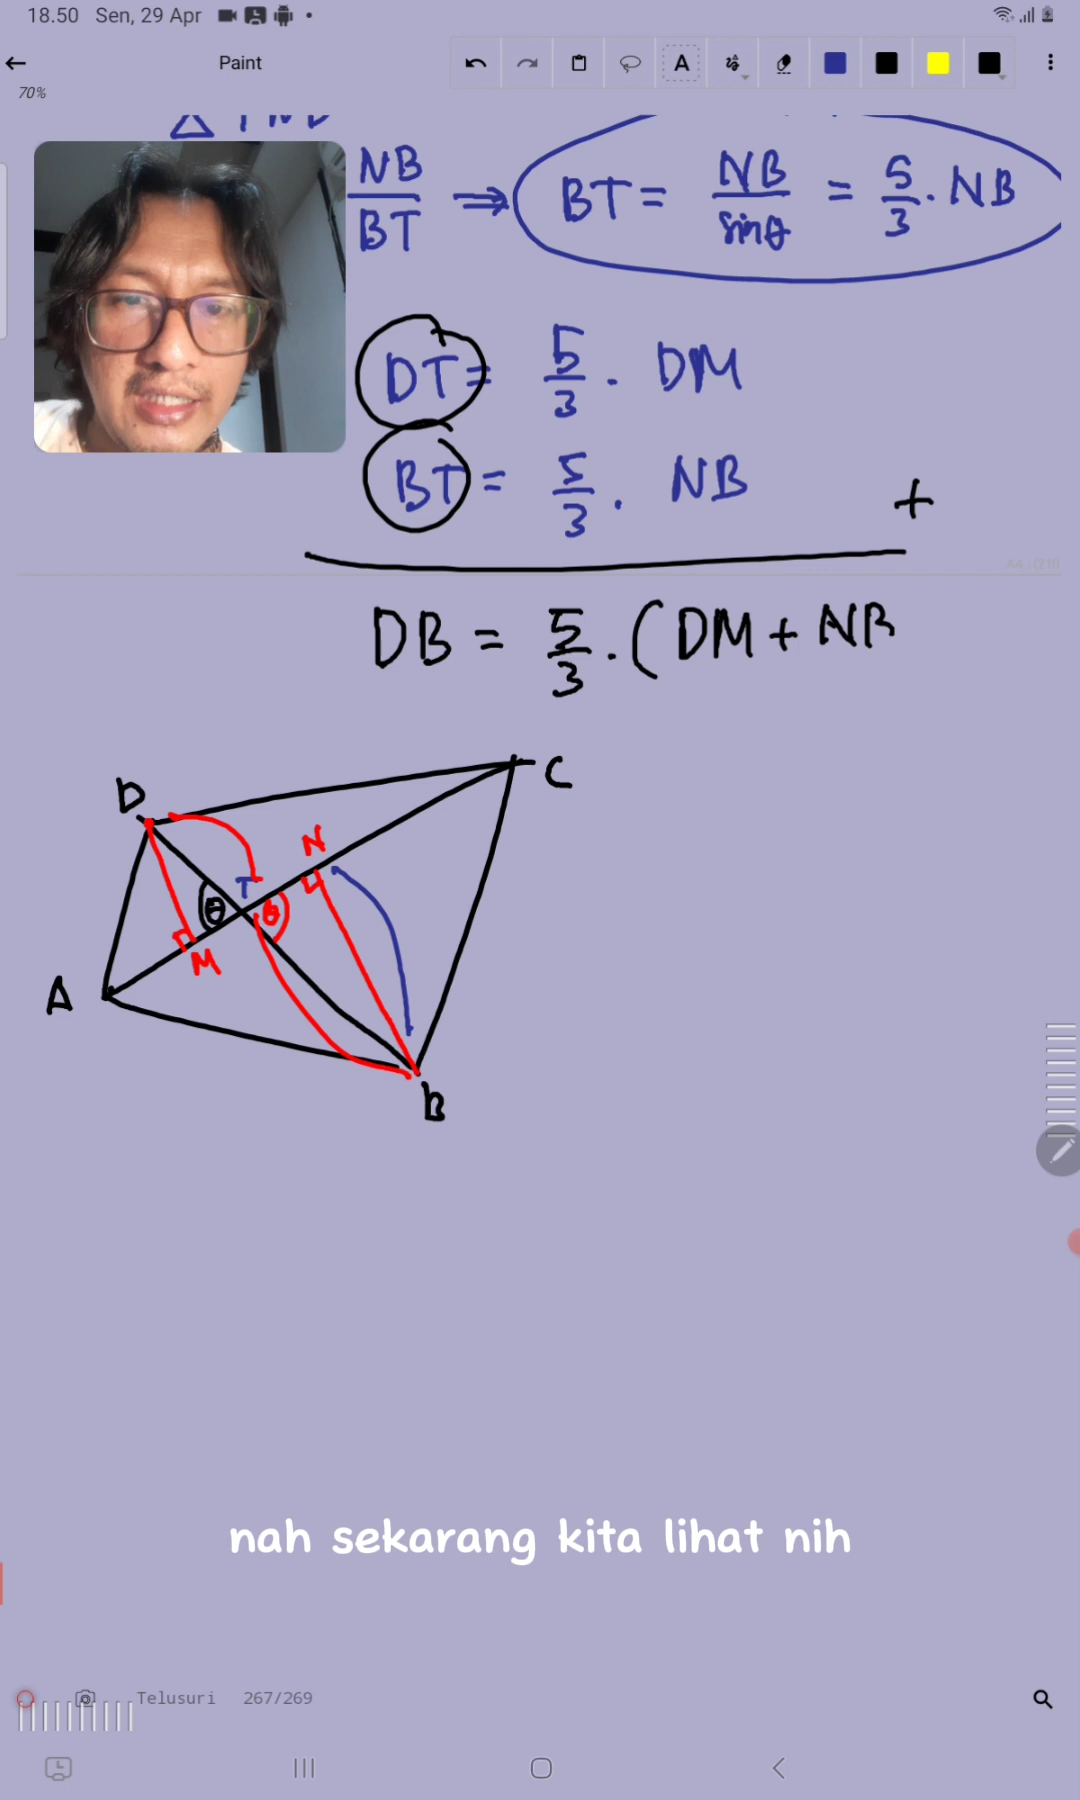 18.50 Sen, 29 Apr
Paint
A
70%
NB
BT
⇒ BT = NB / sinθ = 5/3 . NB
DT = 5/3 . DM
BT = 5/3 . NB
+
DB = 5/3 . (DM + NB
D
C
N
T
θ
θ
M
A
B
nah sekarang kita lihat nih
Telusuri 267/269